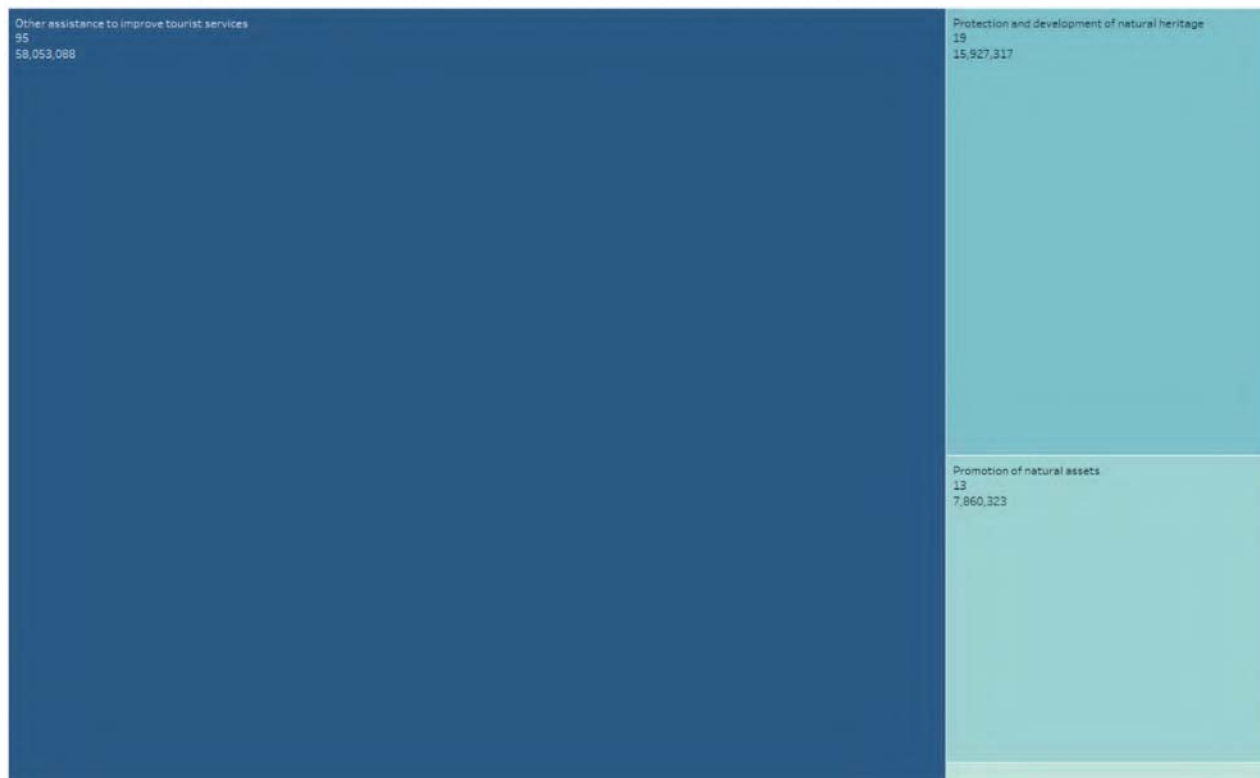 Other assistance to improve tourist services
95
58,053,088
Protection and development of natural heritage
19
15,927,317
Promotion of natural assets
13
7,860,323